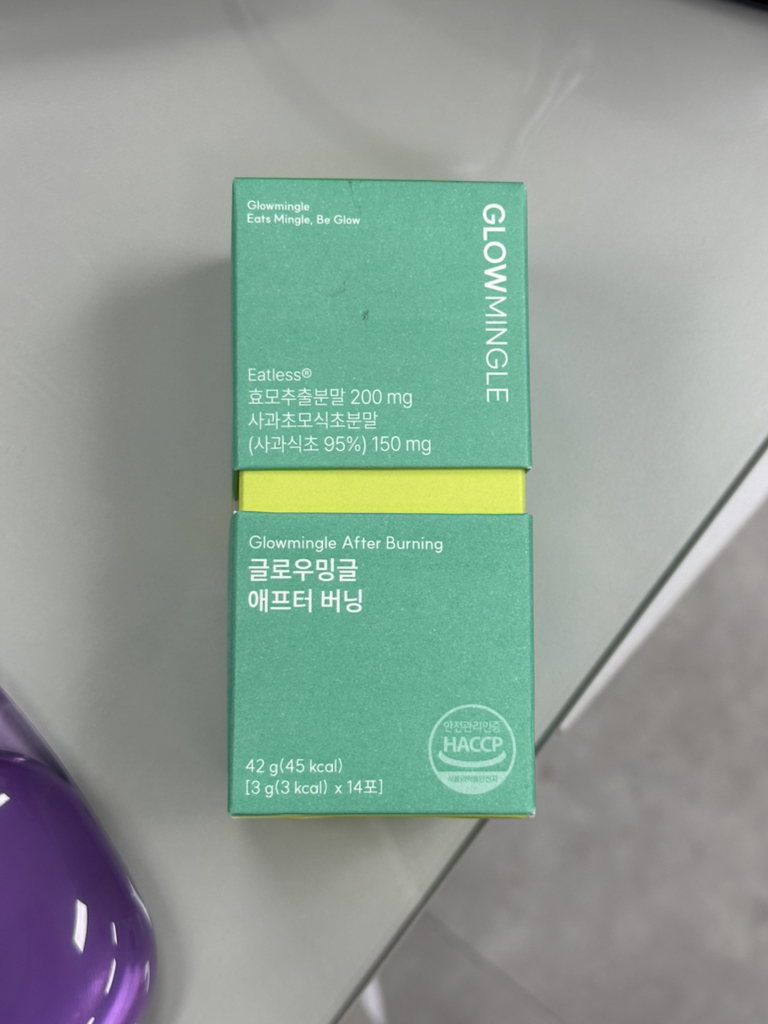 Glowmingle
Eats Mingle, Be Glow
GLOWMINGLE
Eatless®
효모추출분말 200 mg
사과초모식초분말
(사과식초 95%) 150 mg
Glowmingle After Burning
글로우밍글
애프터 버닝
안전관리인증
HACCP
42 g(45 kcal)
[3 g(3 kcal) x 14포]